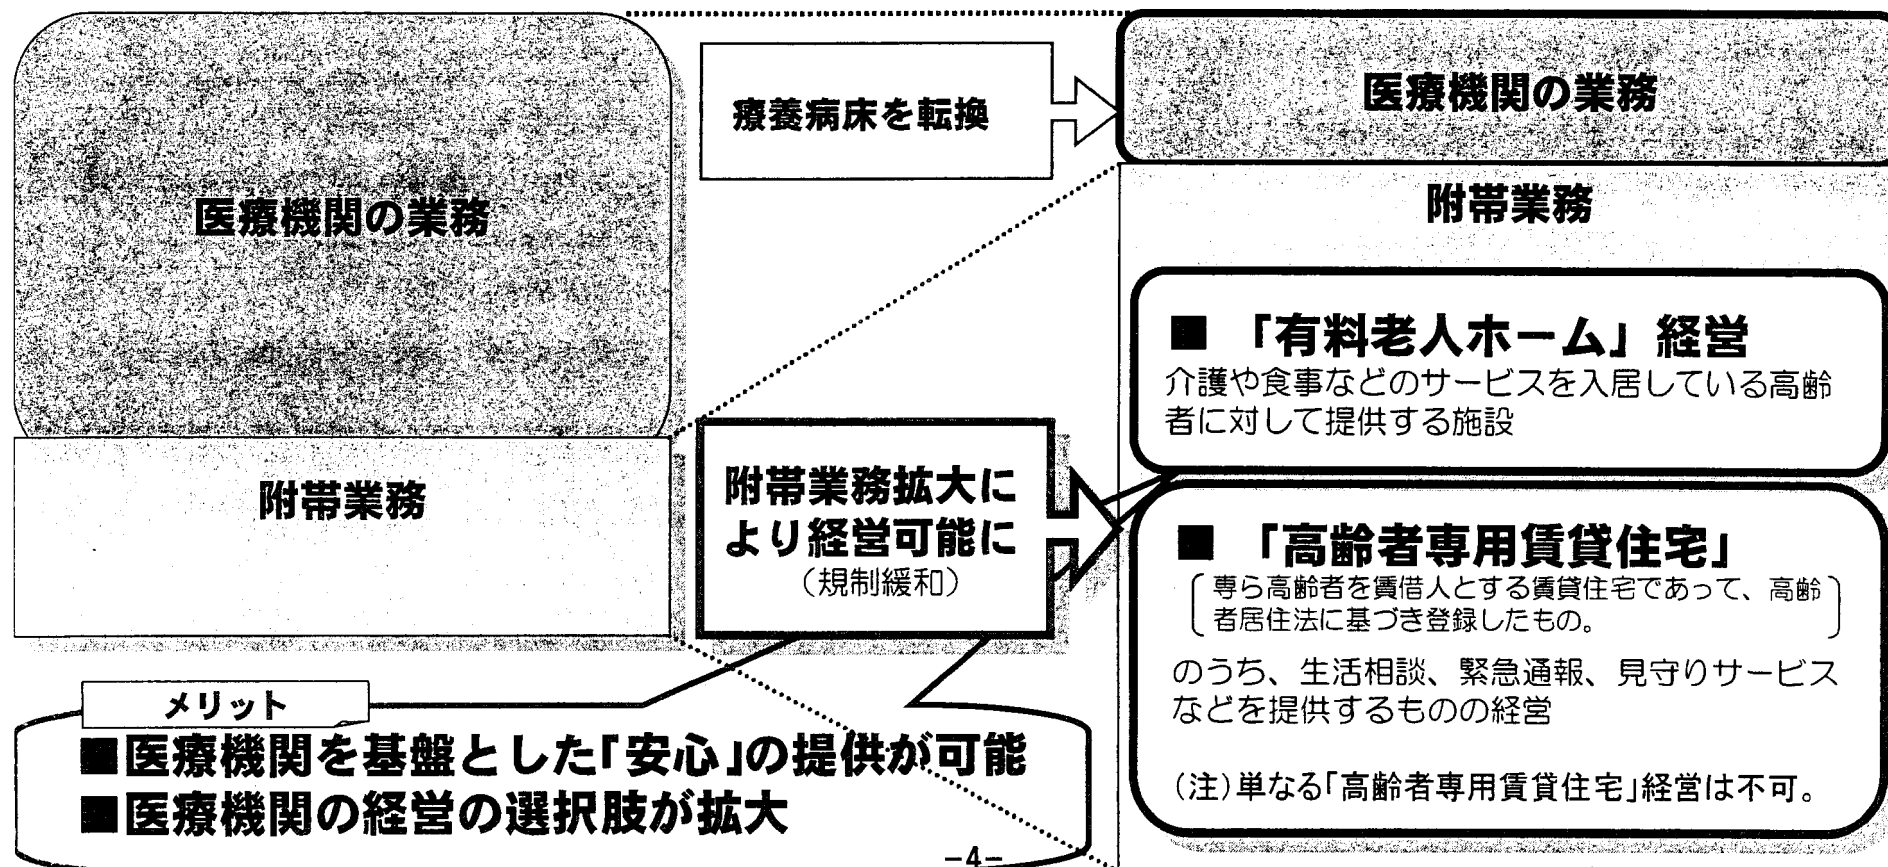 医療機関の業務
附帯業務
療養病床を転換
附帯業務拡大に
より経営可能に
(規制緩和)
メリット
■医療機関を基盤とした「安心」の提供が可能
■医療機関の経営の選択肢が拡大
医療機関の業務
附帯業務
■ 「有料老人ホーム」経営
介護や食事などのサービスを入居している高齢
者に対して提供する施設
■ 「高齢者専用賃貸住宅」
専ら高齢者を賃借人とする賃貸住宅であって、高齢
者居住法に基づき登録したもの。
のうち、生活相談、緊急通報、見守りサービス
などを提供するものの経営
(注)単なる「高齢者専用賃貸住宅」経営は不可。
-4-